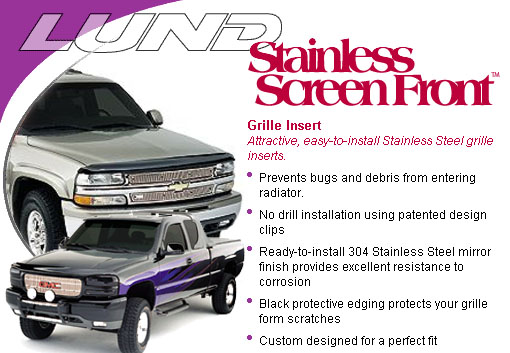 LUND
Stainless
Screen Front™
Grille Insert
Attractive, easy-to-install Stainless Steel grille
inserts.
• Prevents bugs and debris from entering
radiator.
• No drill installation using patented design
clips
• Ready-to-install 304 Stainless Steel mirror
finish provides excellent resistance to
corrosion
• Black protective edging protects your grille
form scratches
• Custom designed for a perfect fit
GMC